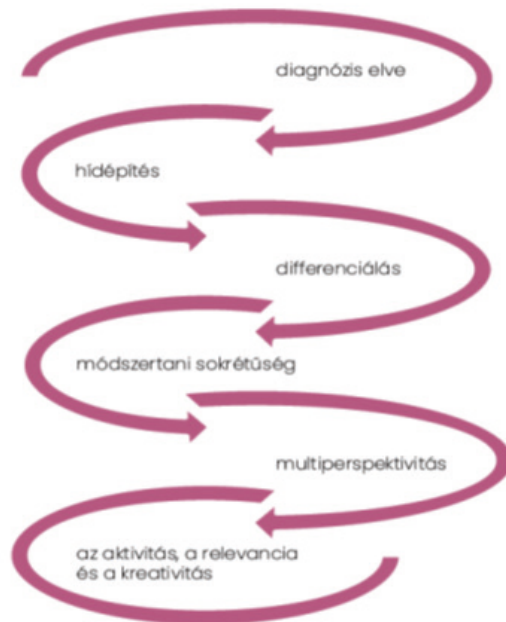 diagnózis elve
hídépítés
differenciálás
módszertani sokrétűség
multiperspektivitás
az aktivitás, a relevancia
és a kreativitás